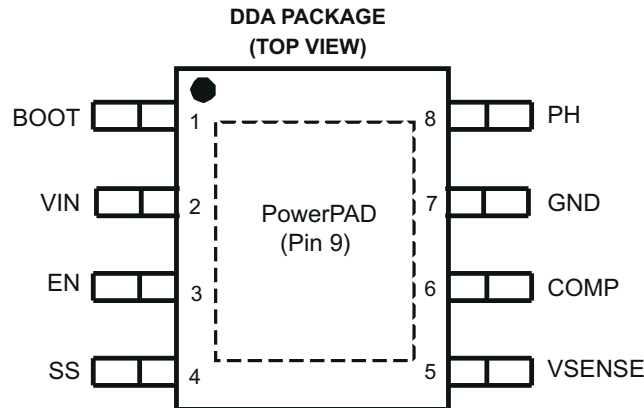 DDA PACKAGE
(TOP VIEW)
BOOT 1 8 PH
VIN 2 7 GND
PowerPAD
(Pin 9)
EN 3 6 COMP
SS 4 5 VSENSE